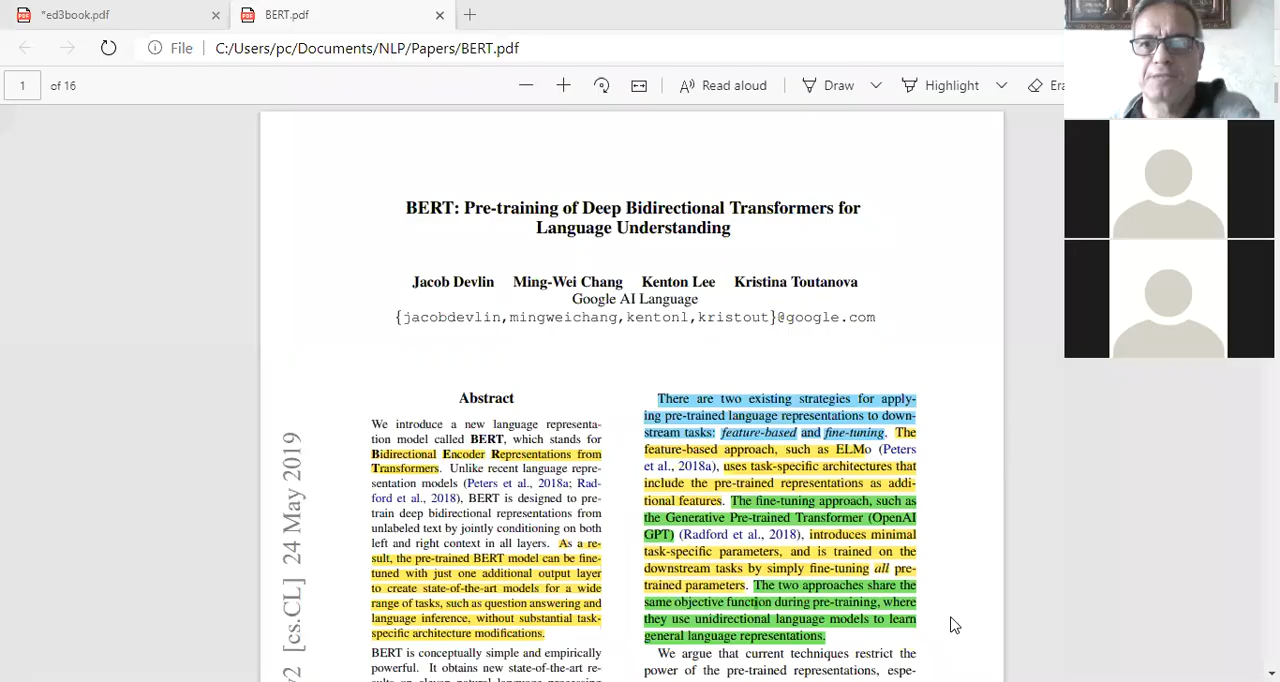 *ed3book.pdf
BERT.pdf
File
C:/Users/pc/Documents/NLP/Papers/BERT.pdf
1 of 16
Read aloud
Draw
Highlight
Era
BERT: Pre-training of Deep Bidirectional Transformers for
Language Understanding
Jacob Devlin Ming-Wei Chang Kenton Lee Kristina Toutanova
Google AI Language
{jacobdevlin,mingweichang,kentonl,kristout}@google.com
Abstract
We introduce a new language representa-
tion model called BERT, which stands for
Bidirectional Encoder Representations from
Transformers. Unlike recent language repre-
sentation models (Peters et al., 2018a; Rad-
ford et al., 2018), BERT is designed to pre-
train deep bidirectional representations from
unlabeled text by jointly conditioning on both
left and right context in all layers. As a re-
sult, the pre-trained BERT model can be fine-
tuned with just one additional output layer
to create state-of-the-art models for a wide
range of tasks, such as question answering and
language inference, without substantial task-
specific architecture modifications.
BERT is conceptually simple and empirically
powerful. It obtains new state-of-the-art re-
sults on eleven natural language processing
There are two existing strategies for apply-
ing pre-trained language representations to down-
stream tasks: feature-based and fine-tuning. The
feature-based approach, such as ELMo (Peters
et al., 2018a), uses task-specific architectures that
include the pre-trained representations as addi-
tional features. The fine-tuning approach, such as
the Generative Pre-trained Transformer (OpenAI
GPT) (Radford et al., 2018), introduces minimal
task-specific parameters, and is trained on the
downstream tasks by simply fine-tuning all pre-
trained parameters. The two approaches share the
same objective function during pre-training, where
they use unidirectional language models to learn
general language representations.
We argue that current techniques restrict the
power of the pre-trained representations, espe-
v2 [cs.CL] 24 May 2019